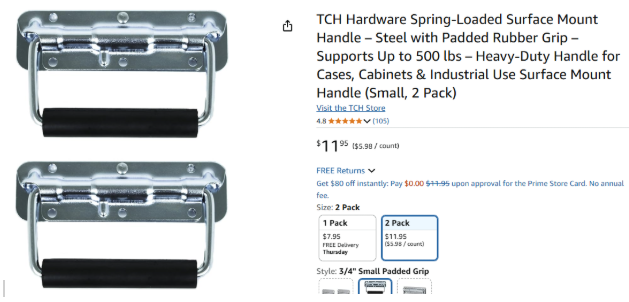 TCH Hardware Spring-Loaded Surface Mount
Handle – Steel with Padded Rubber Grip –
Supports Up to 500 lbs – Heavy-Duty Handle for
Cases, Cabinets & Industrial Use Surface Mount
Handle (Small, 2 Pack)
Visit the TCH Store
4.8 ★★★★★ (105)
$11 95 ($5.98 / count)
FREE Returns
Get $80 off instantly: Pay $0.00 $11.95 upon approval for the Prime Store Card. No annual
fee.
Size: 2 Pack
1 Pack
$7.95
FREE Delivery
Thursday
2 Pack
$11.95
($5.98 / count)
Style: 3/4" Small Padded Grip